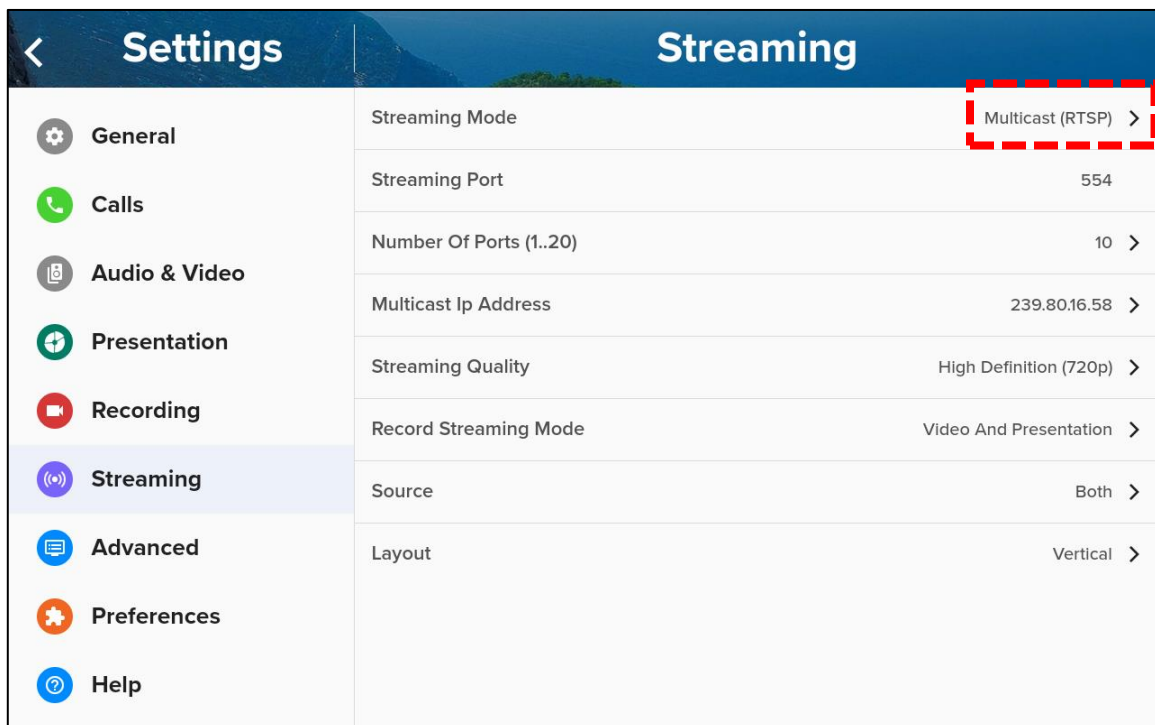 Settings
Streaming
General
Calls
Audio & Video
Presentation
Recording
Streaming
Advanced
Preferences
Help
Streaming Mode Multicast (RTSP)
Streaming Port 554
Number Of Ports (1..20) 10
Multicast Ip Address 239.80.16.58
Streaming Quality High Definition (720p)
Record Streaming Mode Video And Presentation
Source Both
Layout Vertical